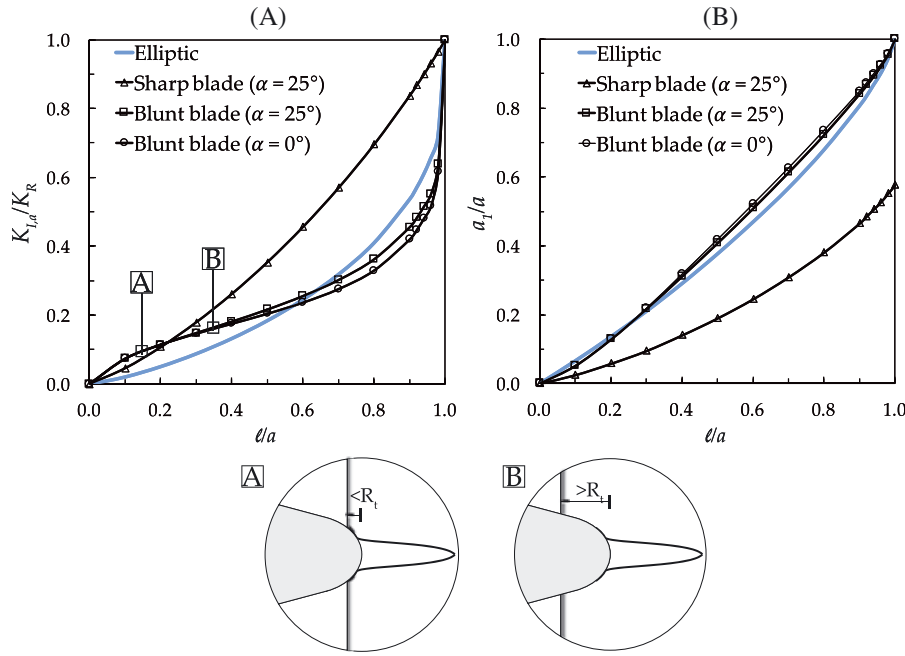 (A)
1.0
0.8
0.6
0.4
0.2
0.0
K_{I,a}/K_R
Elliptic
Sharp blade (α = 25°)
Blunt blade (α = 25°)
Blunt blade (α = 0°)
A
B
0.0 0.2 0.4 0.6 0.8 1.0
ℓ/a
(B)
1.0
0.8
0.6
0.4
0.2
0.0
a_T/a
Elliptic
Sharp blade (α = 25°)
Blunt blade (α = 25°)
Blunt blade (α = 0°)
0.0 0.2 0.4 0.6 0.8 1.0
ℓ/a
A
<R_t
B
>R_t